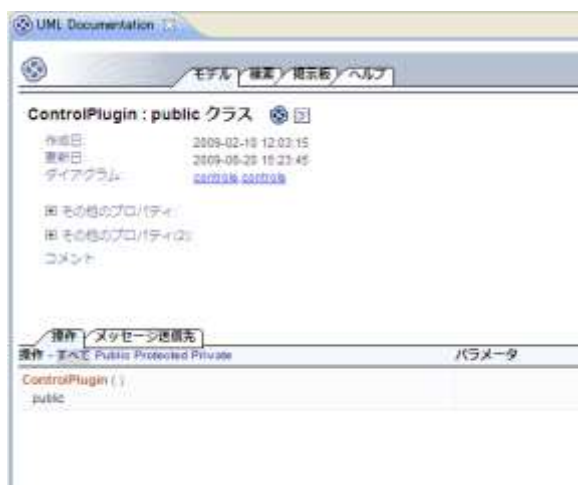 UML Documentation
モデル 検索 掲示板 ヘルプ
ControlPlugin : public クラス
作成日: 2009-02-10 12:03:15
更新日: 2009-08-20 15:23:45
ダイアグラム: controls controls
その他のプロパティ:
その他のプロパティ(2):
コメント
操作 メッセージ送信先
操作 - すべて Public Protected Private パラメータ
ControlPlugin ( )
public